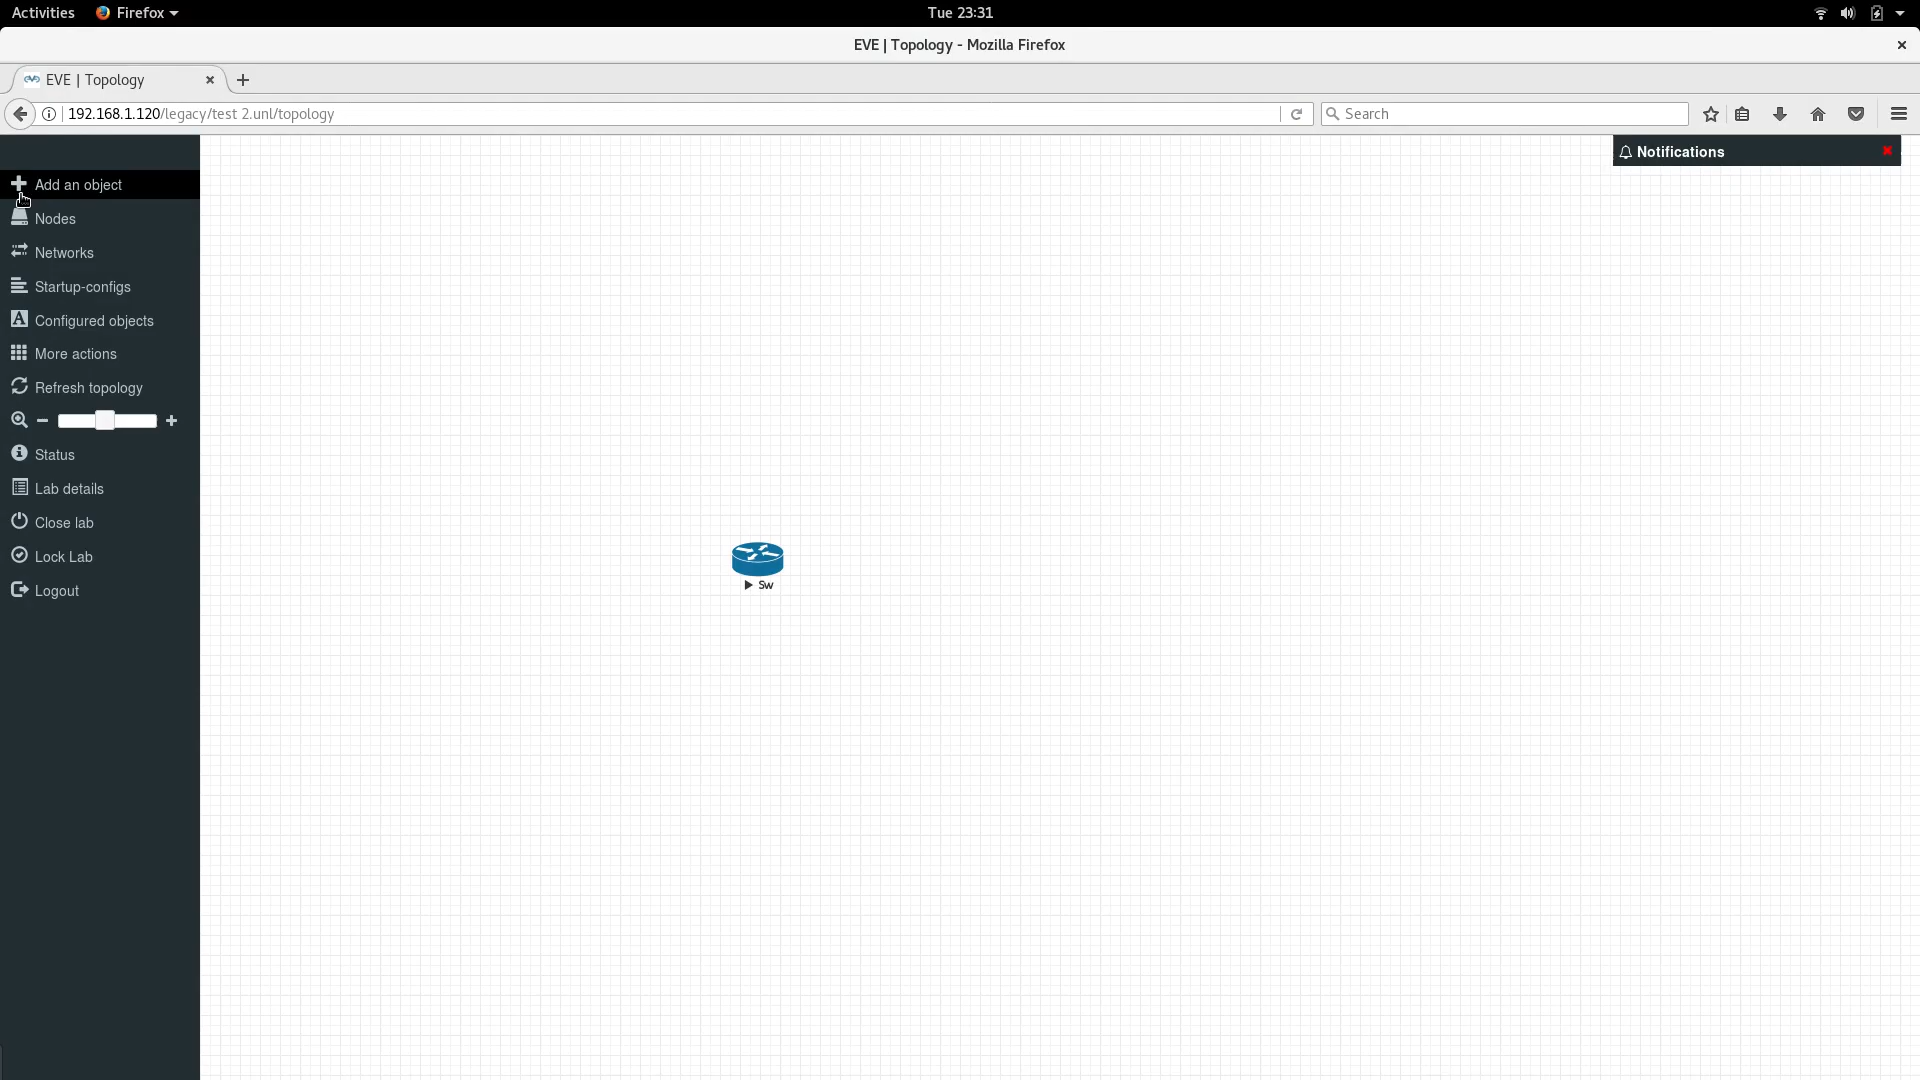 Activities Firefox Tue 23:31
EVE | Topology - Mozilla Firefox
EVE | Topology
192.168.1.120/legacy/test 2.unl/topology Search
Notifications
Add an object
Nodes
Networks
Startup-configs
A Configured objects
More actions
Refresh topology
Status
Lab details
Close lab
Lock Lab
Logout
Sw